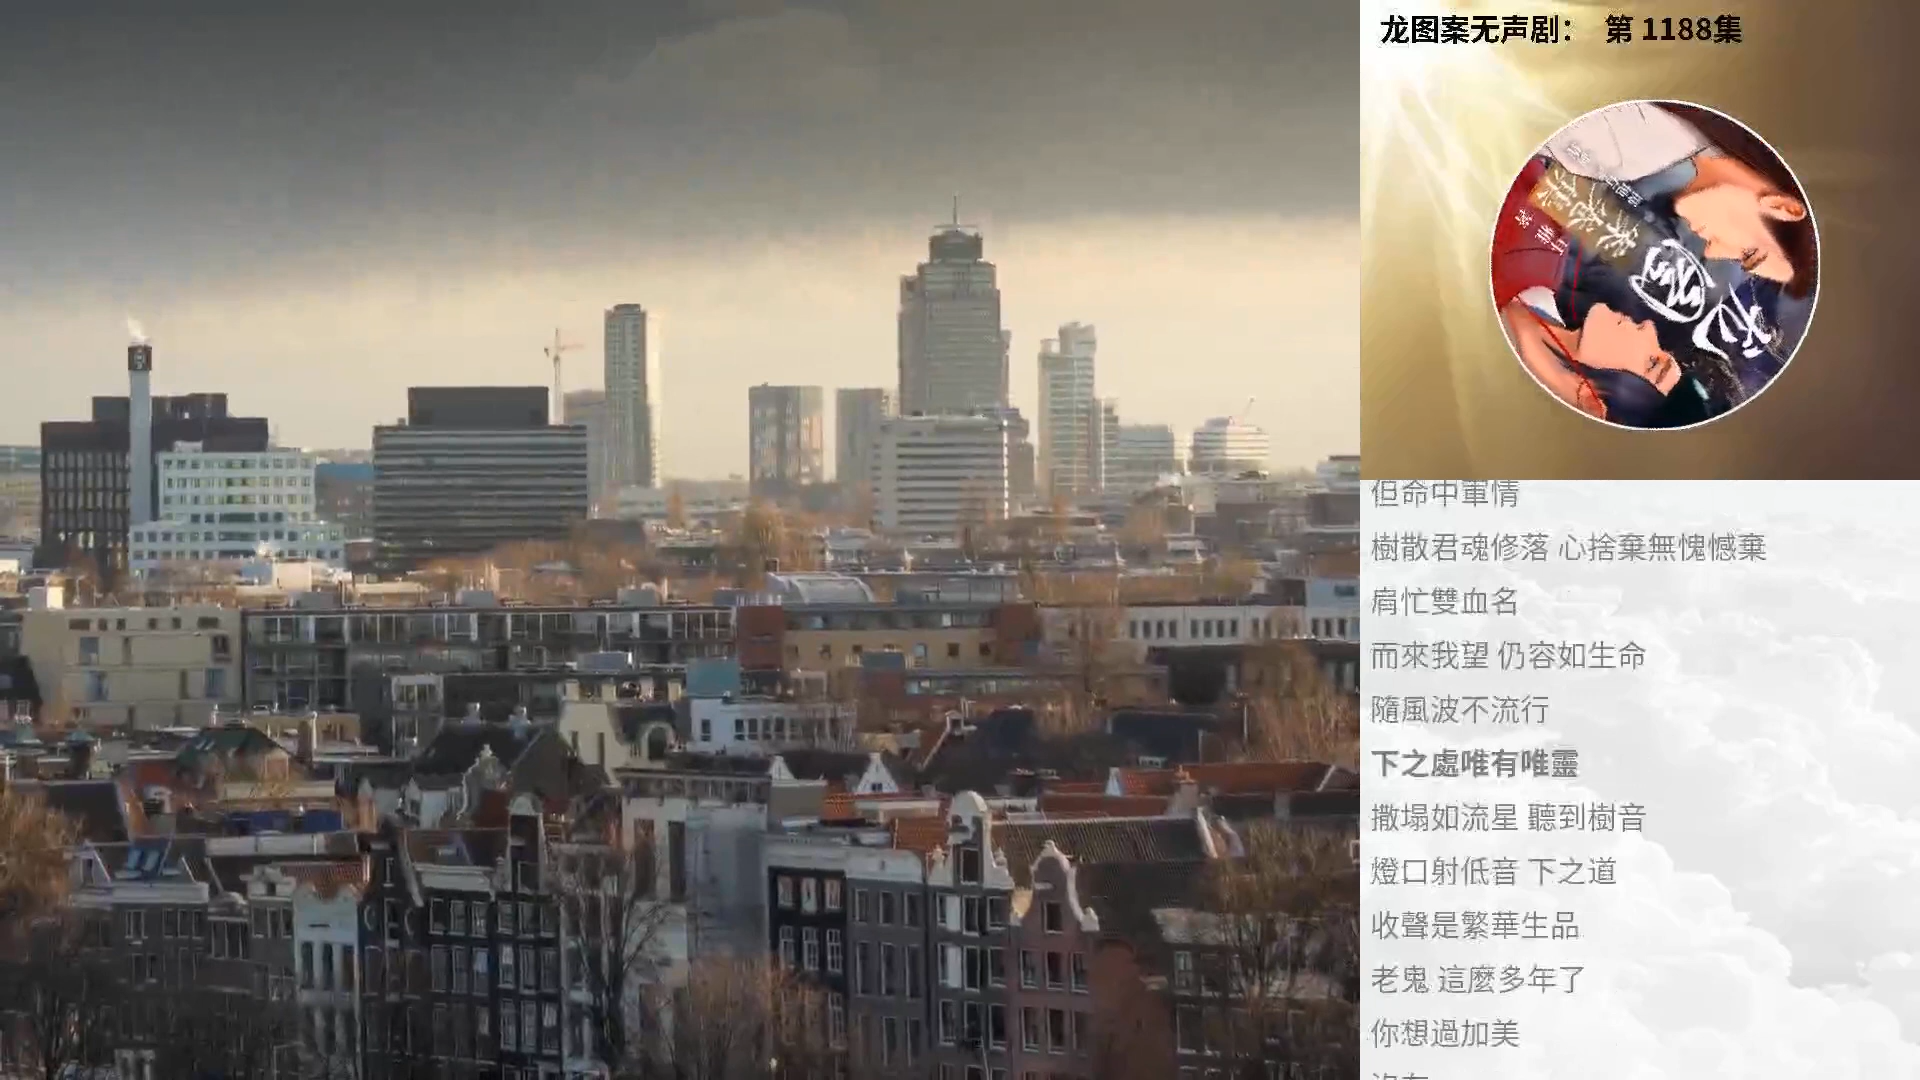 龙图案无声剧： 第 1188集
龙图案
但命中軍情
樹散君魂修落 心捨棄無愧憾棄
肩忙雙血名
而來我望 仍容如生命
隨風波不流行
下之處唯有唯靈
撒塌如流星 聽到樹音
燈口射低音 下之道
收聲是繁華生品
老鬼 這麼多年了
你想過加美